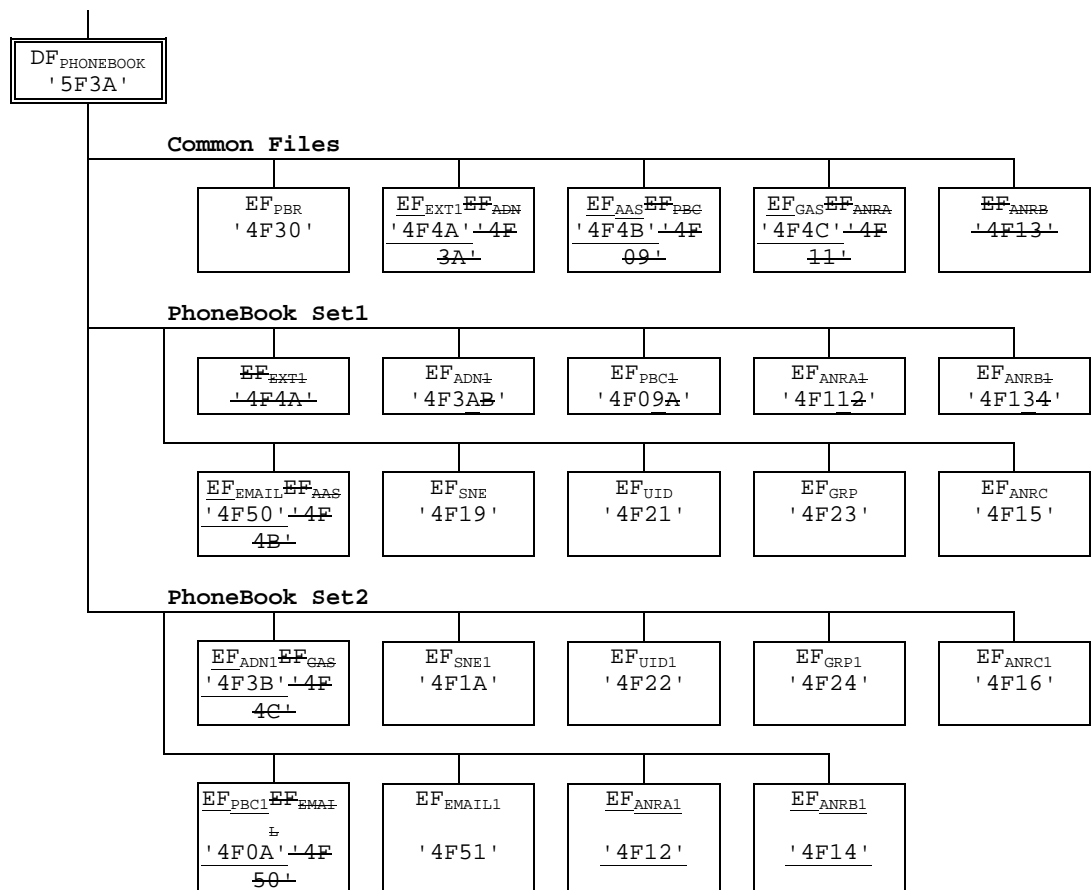 DFPHONEBOOK
'5F3A'
Common Files
EFPBR
'4F30'
EFEXT1EFADN
'4F4A''4F
3A'
EFAASEFPBC
'4F4B''4F
09'
EFGASEFANRA
'4F4C''4F
11'
EFANRB
'4F13'
PhoneBook Set1
EFEXT1
'4F4A'
EFADN1
'4F3AB'
EFPBC1
'4F09A'
EFANRA1
'4F112'
EFANRB1
'4F134'
EFEMAILEFAAS
'4F50''4F
4B'
EFSNE
'4F19'
EFUID
'4F21'
EFGRP
'4F23'
EFANRC
'4F15'
PhoneBook Set2
EFADN1EFGAS
'4F3B''4F
4C'
EFSNE1
'4F1A'
EFUID1
'4F22'
EFGRP1
'4F24'
EFANRC1
'4F16'
EFPBC1EFEMAI
L
'4F0A''4F
50'
EFEMAIL1
'4F51'
EFANRA1
'4F12'
EFANRB1
'4F14'